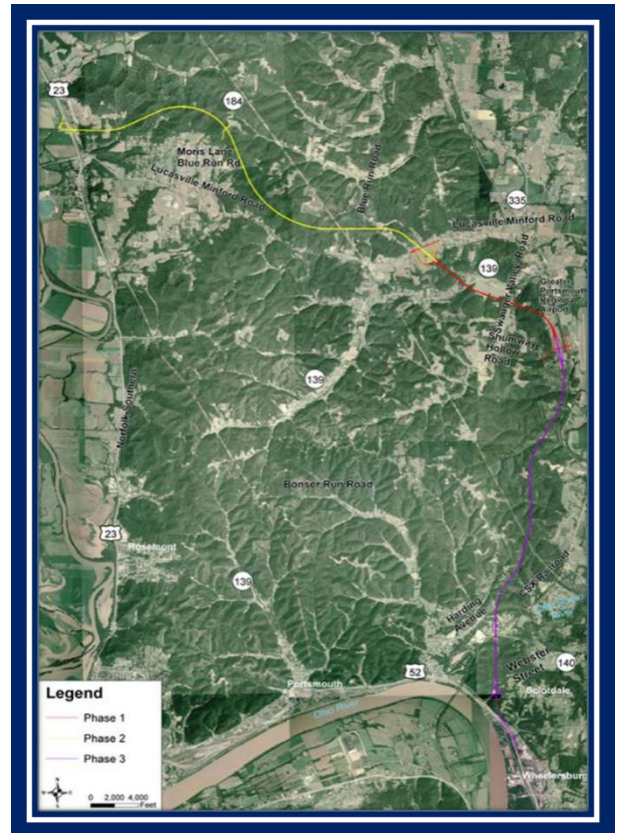 23
184
Moris Lane
Blue Run Rd
Lucasville Minford Road
Blue Run Road
335
Lucasville Minford Road
139
Swauger Valley Road
Greater
Portsmouth
Regional
Airport
Shumway
Hollow
Road
139
Norfolk Southern
Bonser Run Road
23
Rosemont
139
CSX Railroad
Harding
Avenue
Webster
Street
140
Sciotdale
52
Portsmouth
Ohio River
Wheelersburg
Legend
Phase 1
Phase 2
Phase 3
N
0 2,000 4,000
Feet